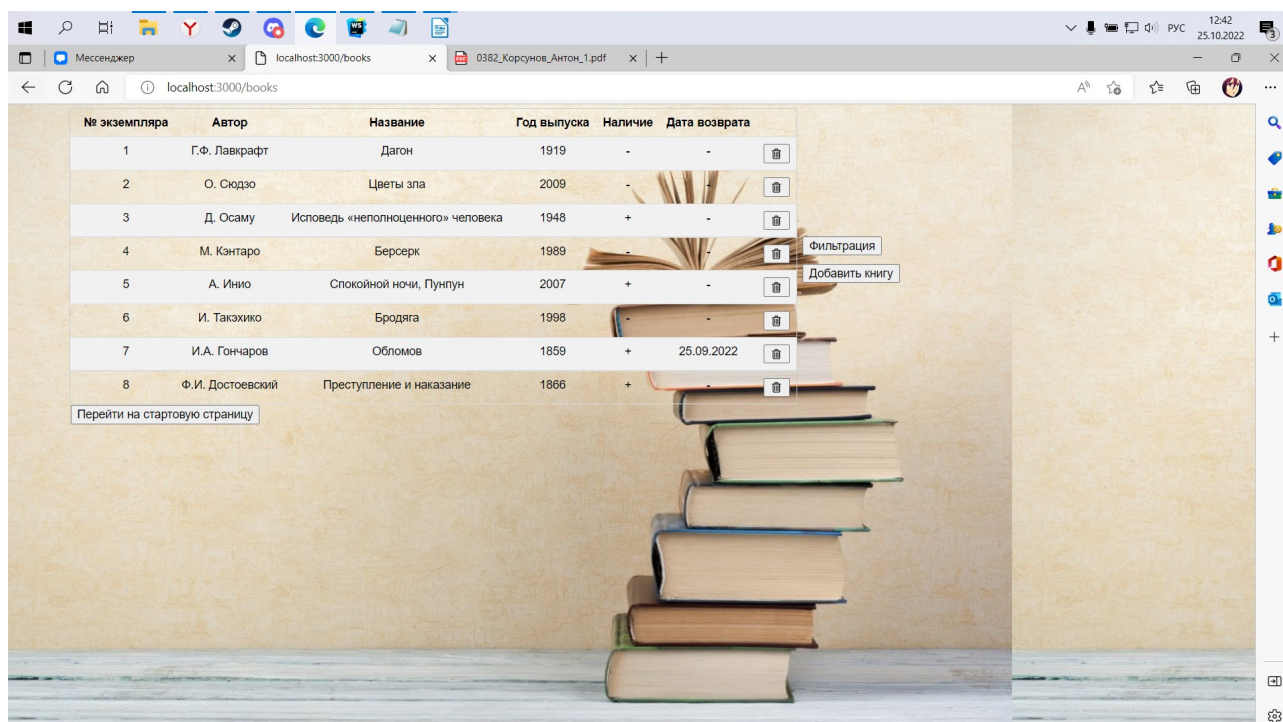 12:42
РУС
25.10.2022
3
Мессенджер
localhost:3000/books
0382_Корсунов_Антон_1.pdf
localhost:3000/books
№ экземпляра Автор Название Год выпуска Наличие Дата возврата
1 Г.Ф. Лавкрафт Дагон 1919 - -
2 О. Сюдзо Цветы зла 2009 - -
3 Д. Осаму Исповедь «неполноценного» человека 1948 + -
4 М. Кэнтаро Берсерк 1989 - -
Фильтрация
Добавить книгу
5 А. Инио Спокойной ночи, Пунпун 2007 + -
6 И. Такэхико Бродяга 1998 - -
7 И.А. Гончаров Обломов 1859 + 25.09.2022
8 Ф.И. Достоевский Преступление и наказание 1866 + -
Перейти на стартовую страницу